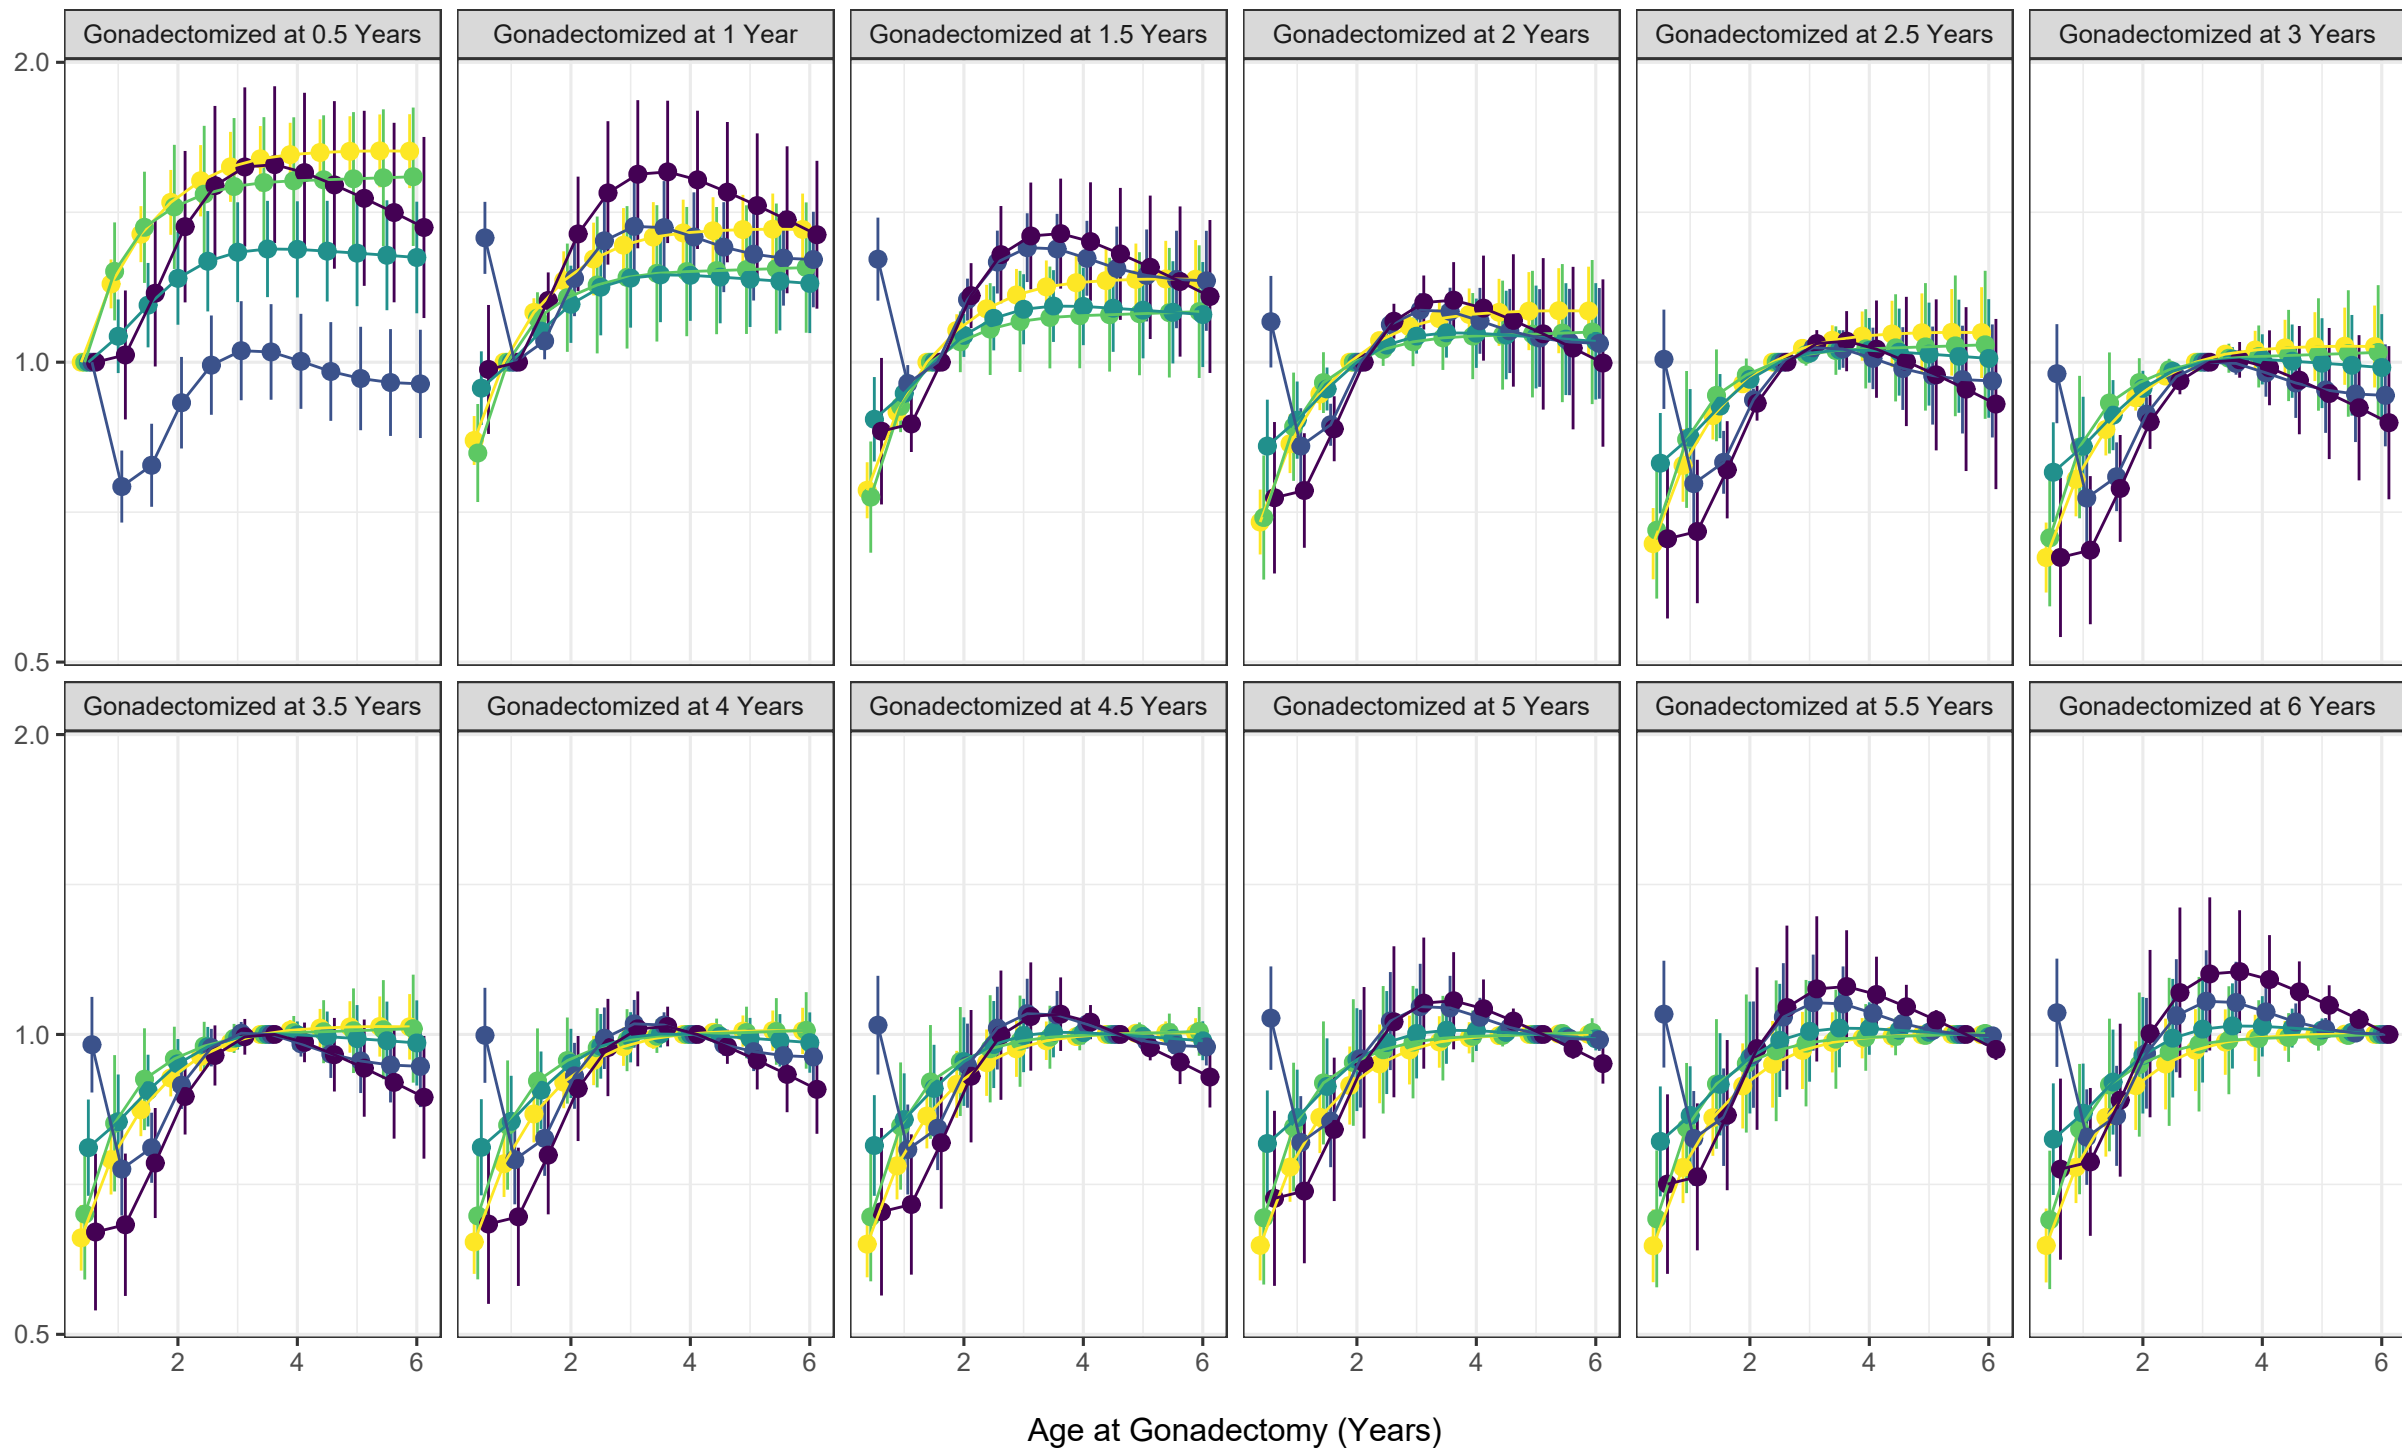 Gonadectomized at 0.5 Years
Gonadectomized at 1 Year
Gonadectomized at 1.5 Years
Gonadectomized at 2 Years
Gonadectomized at 2.5 Years
Gonadectomized at 3 Years
2.0
1.0
0.5
Gonadectomized at 3.5 Years
Gonadectomized at 4 Years
Gonadectomized at 4.5 Years
Gonadectomized at 5 Years
Gonadectomized at 5.5 Years
Gonadectomized at 6 Years
2.0
1.0
0.5
2 4 6
2 4 6
2 4 6
2 4 6
2 4 6
2 4 6
Age at Gonadectomy (Years)